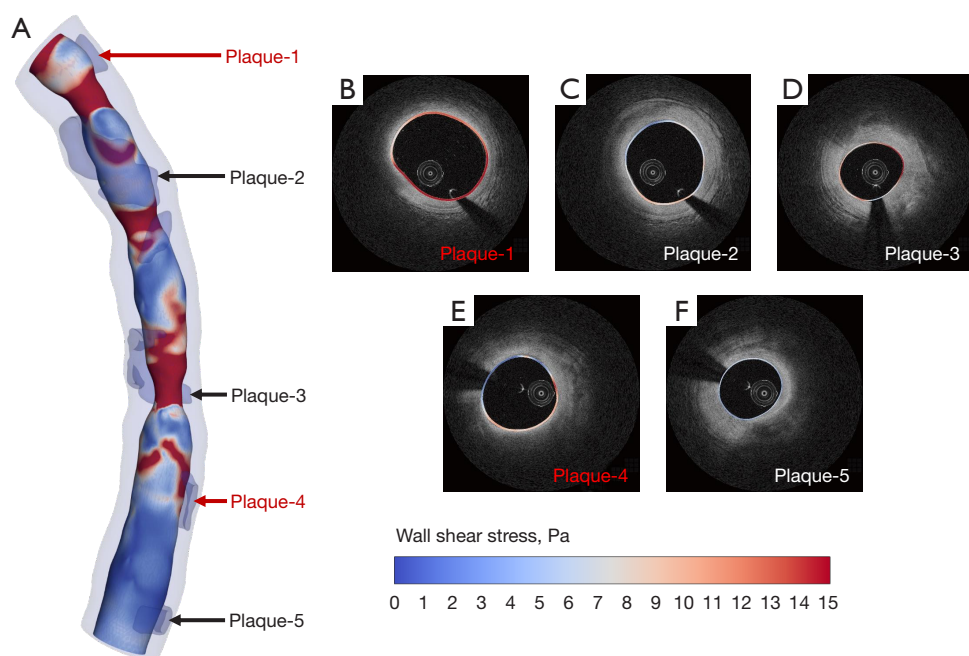 A
Plaque-1
Plaque-2
Plaque-3
Plaque-4
Plaque-5
B
Plaque-1
C
Plaque-2
D
Plaque-3
E
Plaque-4
F
Plaque-5
Wall shear stress, Pa
0 1 2 3 4 5 6 7 8 9 10 11 12 13 14 15